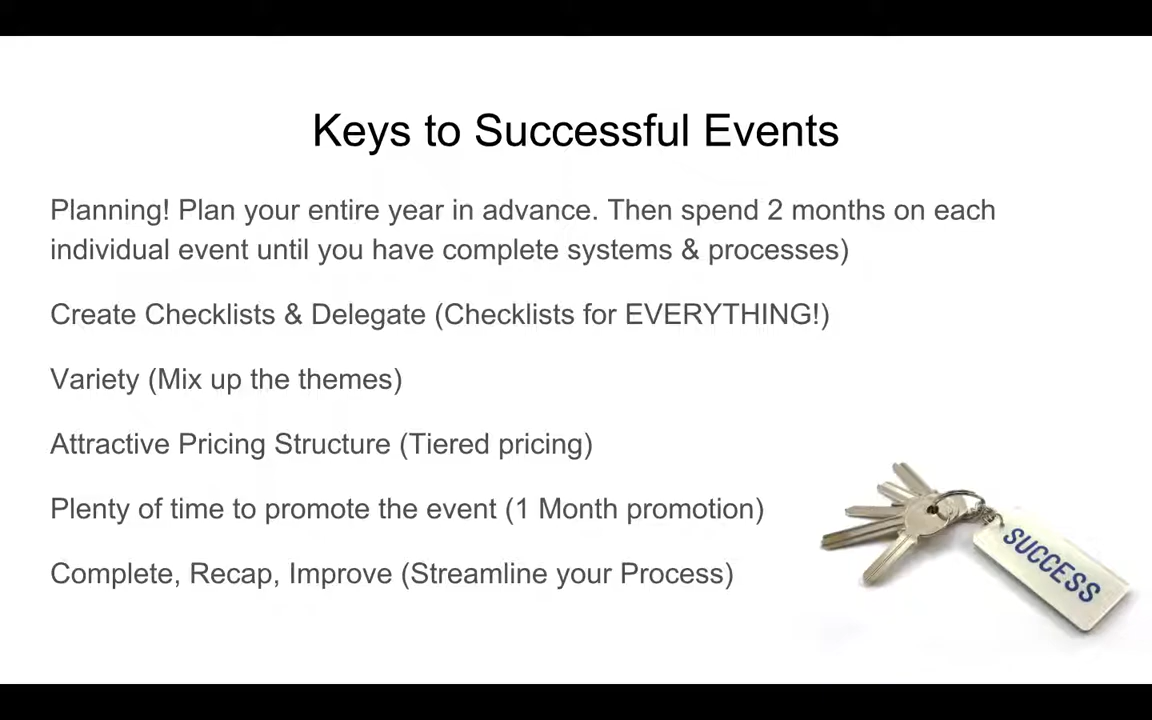 Keys to Successful Events
Planning! Plan your entire year in advance. Then spend 2 months on each
individual event until you have complete systems & processes)
Create Checklists & Delegate (Checklists for EVERYTHING!)
Variety (Mix up the themes)
Attractive Pricing Structure (Tiered pricing)
Plenty of time to promote the event (1 Month promotion)
Complete, Recap, Improve (Streamline your Process)
SUCCESS